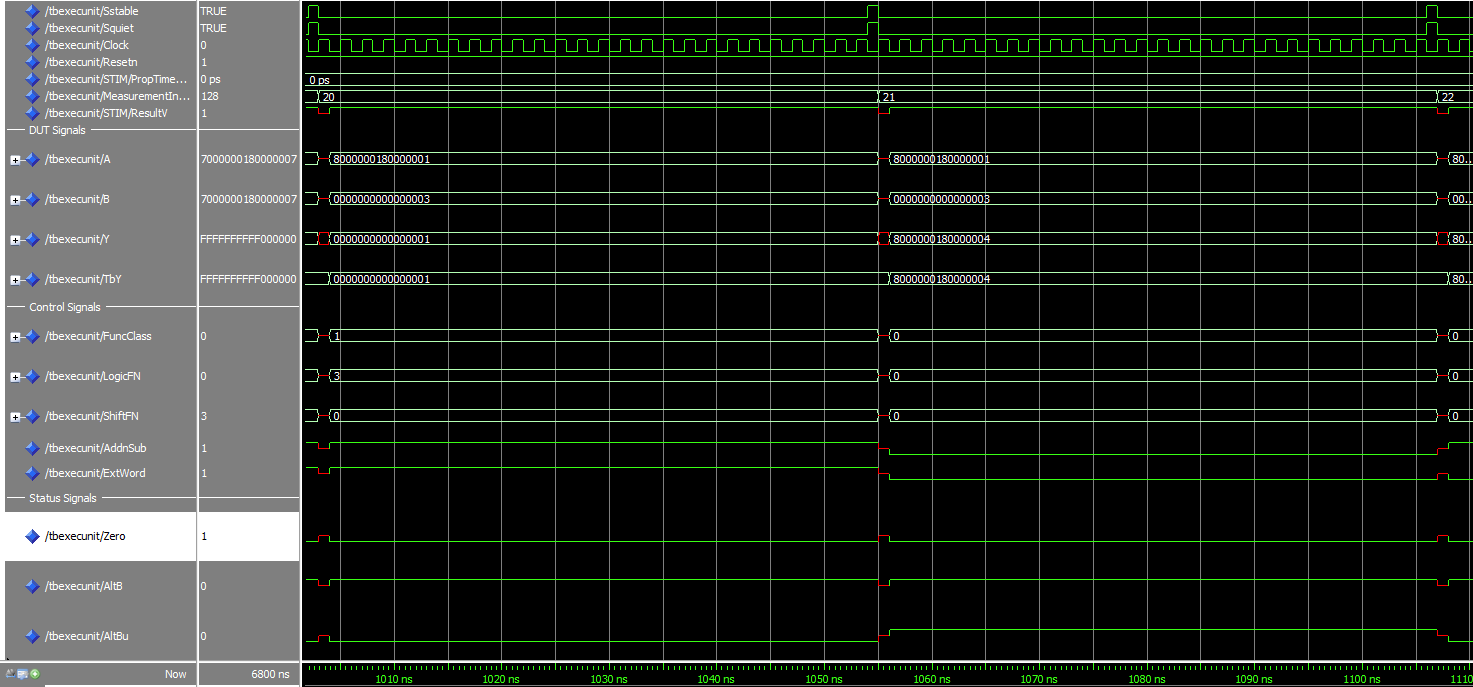 /tbexecunit/Sstable TRUE
/tbexecunit/Squiet TRUE
/tbexecunit/Clock 0
/tbexecunit/Resetn 1
/tbexecunit/STIM/PropTime... 0 ps 0 ps
/tbexecunit/MeasurementIn... 128 20 21 22
/tbexecunit/STIM/ResultV 1
DUT Signals
/tbexecunit/A 7000000180000007 8000000180000001 8000000180000001 80...
/tbexecunit/B 7000000180000007 0000000000000003 0000000000000003 00...
/tbexecunit/Y FFFFFFFFFF000000 0000000000000001 8000000180000004 80...
/tbexecunit/TbY FFFFFFFFFF000000 0000000000000001 8000000180000004 80...
Control Signals
/tbexecunit/FuncClass 0 1 0 0
/tbexecunit/LogicFN 0 3 0 0
/tbexecunit/ShiftFN 3 0 0 0
/tbexecunit/AddnSub 1
/tbexecunit/ExtWord 1
Status Signals
/tbexecunit/Zero 1
/tbexecunit/AltB 0
/tbexecunit/AltBu 0
Now 6800 ns 1010 ns 1020 ns 1030 ns 1040 ns 1050 ns 1060 ns 1070 ns 1080 ns 1090 ns 1100 ns 1110